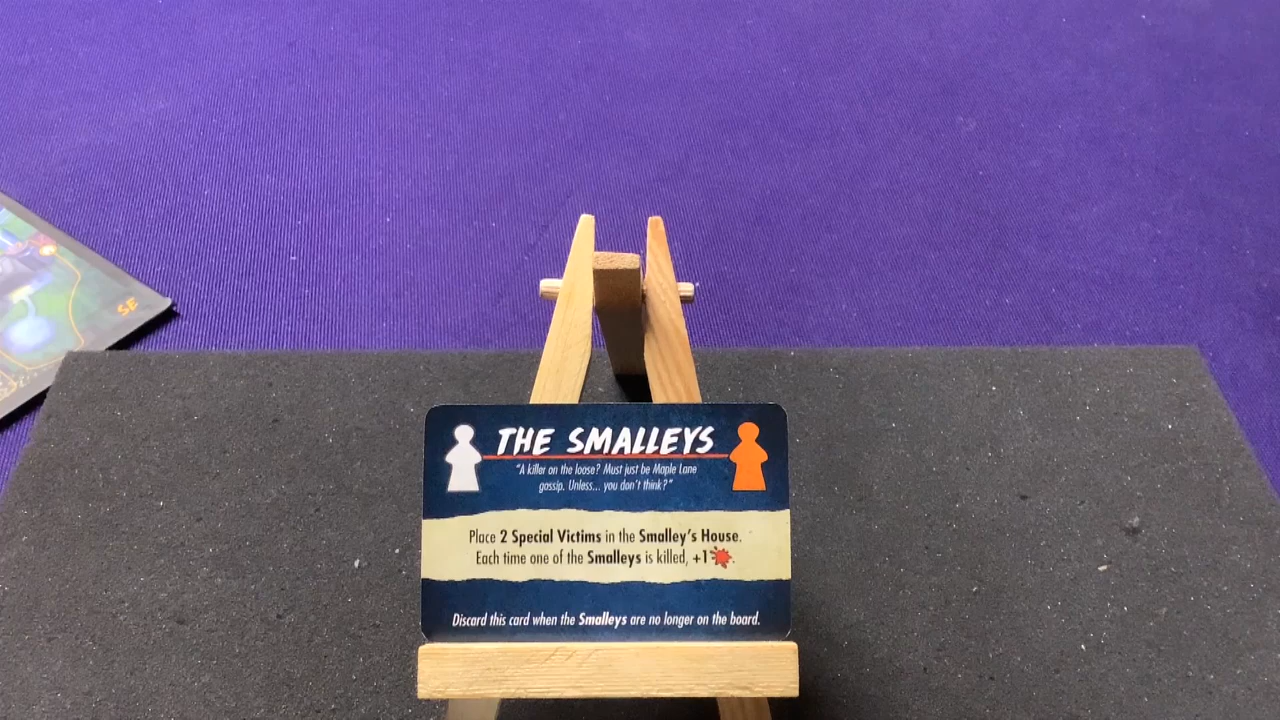 SE
THE SMALLEYS
"A killer on the loose? Must just be Maple Lane
gossip. Unless... you don't think?"
Place 2 Special Victims in the Smalley's House.
Each time one of the Smalleys is killed, +1.
Discard this card when the Smalleys are no longer on the board.